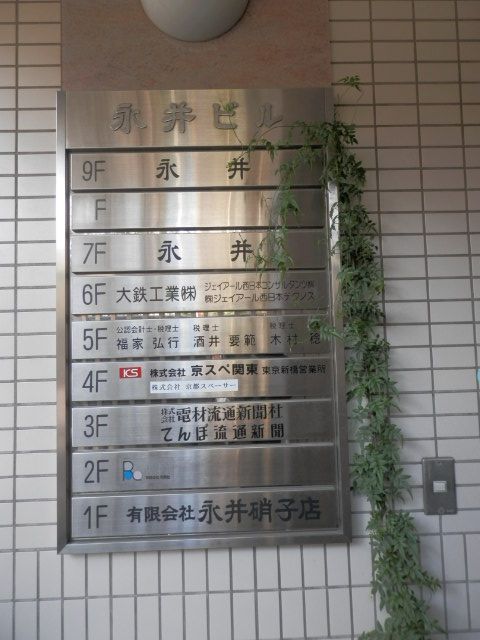 永井ビル
9F 永井
F
7F 永井
6F 大鉄工業㈱ ジェイアール西日本コンサルタンツ㈱
㈱ジェイアール西日本テクノス
公認会計士・税理士 税理士 税理士
5F 福家 弘行 酒井 要範 木村 稔
4F KS 株式会社 京スペ関東 東京新橋営業所
株式会社 京都スペーサー
3F 株式会社 電材流通新聞社
てんぽ流通新聞
2F
1F 有限会社 永井硝子店